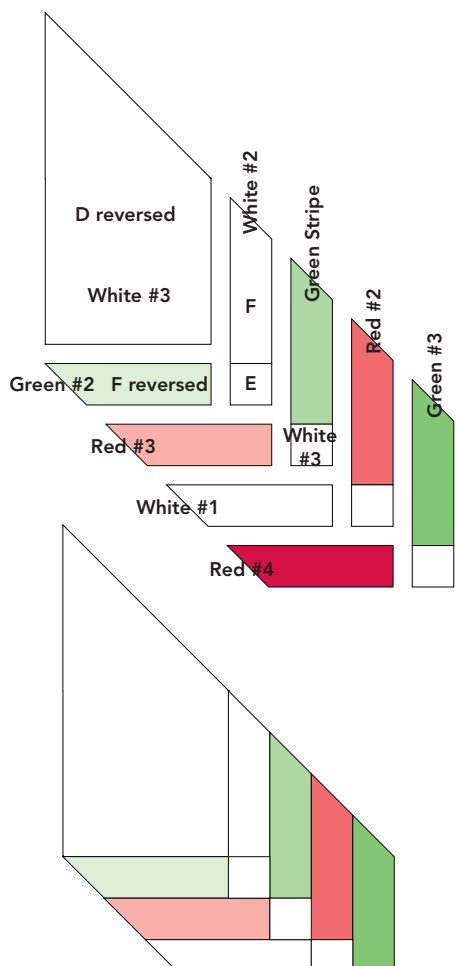 D reversed
White #3
White #2
F
E
Green Stripe
Red #2
Green #3
Green #2 F reversed
Red #3
White
#3
White #1
Red #4